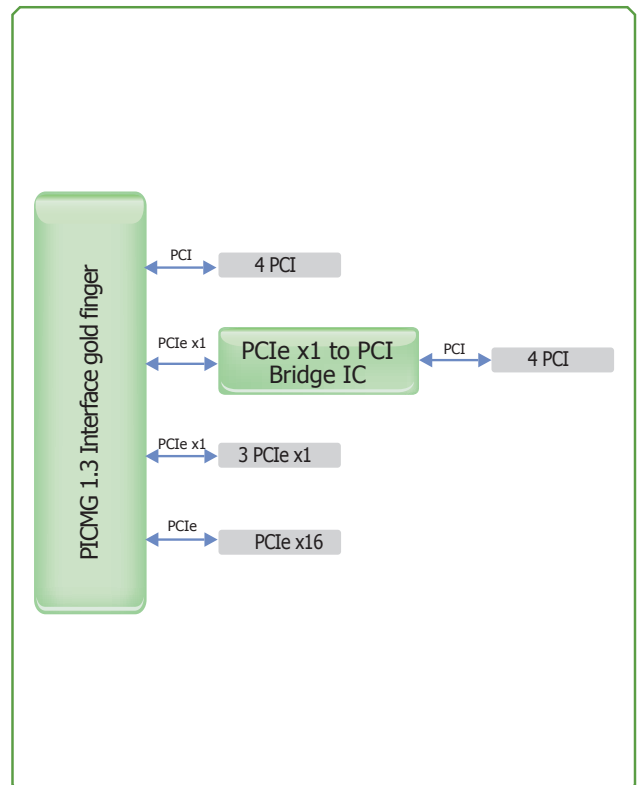 PICMG 1.3 Interface gold finger
PCI
4 PCI
PCIe x1
PCIe x1 to PCI
Bridge IC
PCI
4 PCI
PCIe x1
3 PCIe x1
PCIe
PCIe x16